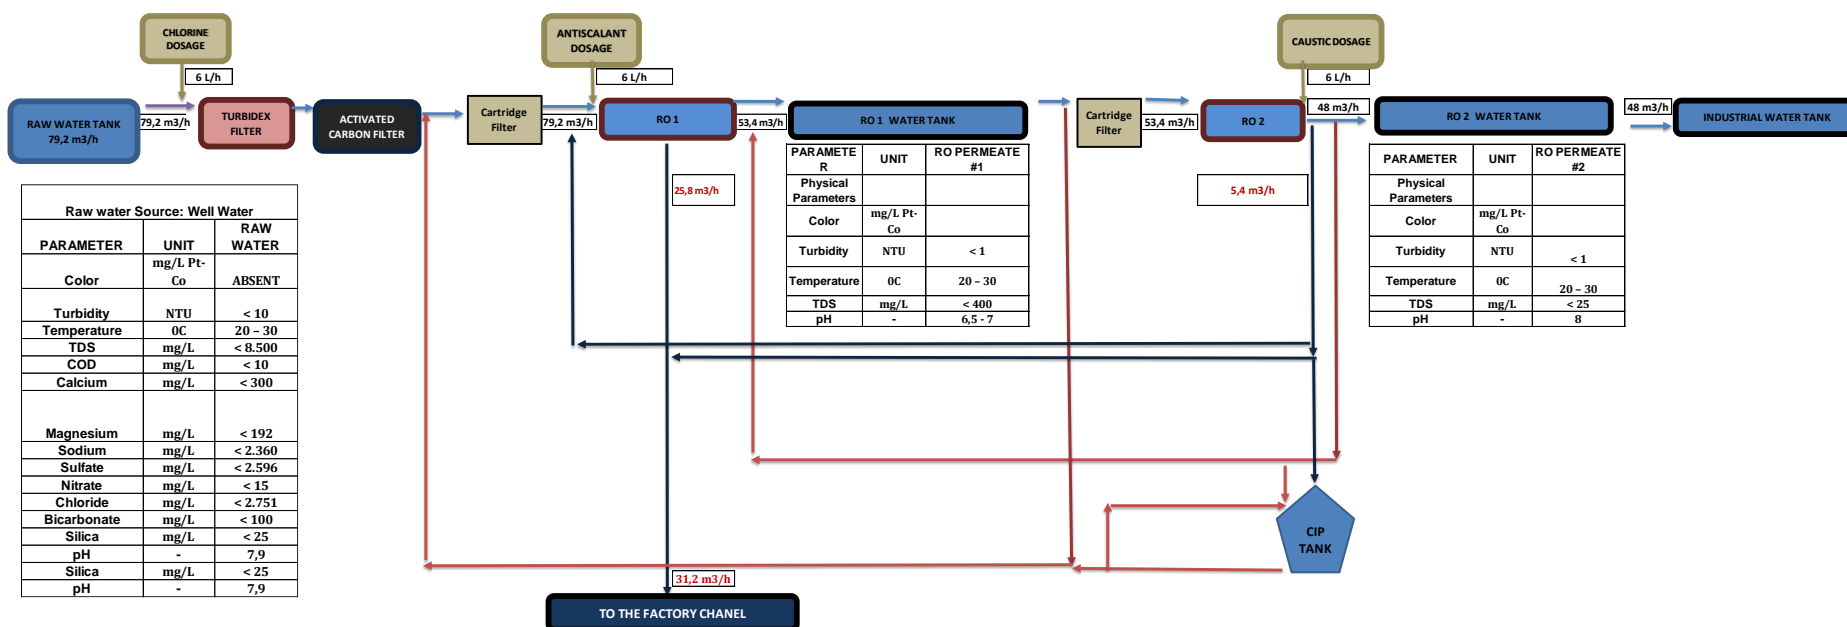 CHLORINE
DOSAGE
6 L/h
ANTISCALANT
DOSAGE
6 L/h
CAUSTIC DOSAGE
6 L/h
RAW WATER TANK
79,2 m3/h
79,2 m3/h
TURBIDEX
FILTER
ACTIVATED
CARBON FILTER
Cartridge
Filter
79,2 m3/h
RO 1
53,4 m3/h
RO 1 WATER TANK
Cartridge
Filter
53,4 m3/h
RO 2
48 m3/h
RO 2 WATER TANK
48 m3/h
INDUSTRIAL WATER TANK
25,8 m3/h
5,4 m3/h
Raw water Source: Well Water
PARAMETER UNIT RAW
WATER
Color mg/L Pt-
Co ABSENT
Turbidity NTU < 10
Temperature 0C 20 – 30
TDS mg/L < 8.500
COD mg/L < 10
Calcium mg/L < 300
Magnesium mg/L < 192
Sodium mg/L < 2.360
Sulfate mg/L < 2.596
Nitrate mg/L < 15
Chloride mg/L < 2.751
Bicarbonate mg/L < 100
Silica mg/L < 25
pH - 7,9
Silica mg/L < 25
pH - 7,9
PARAMETE
R UNIT RO PERMEATE
#1
Physical
Parameters
Color mg/L Pt-
Co
Turbidity NTU < 1
Temperature 0C 20 – 30
TDS mg/L < 400
pH - 6,5 - 7
PARAMETER UNIT RO PERMEATE
#2
Physical
Parameters
Color mg/L Pt-
Co
Turbidity NTU < 1
Temperature 0C 20 – 30
TDS mg/L < 25
pH - 8
CIP
TANK
31,2 m3/h
TO THE FACTORY CHANEL